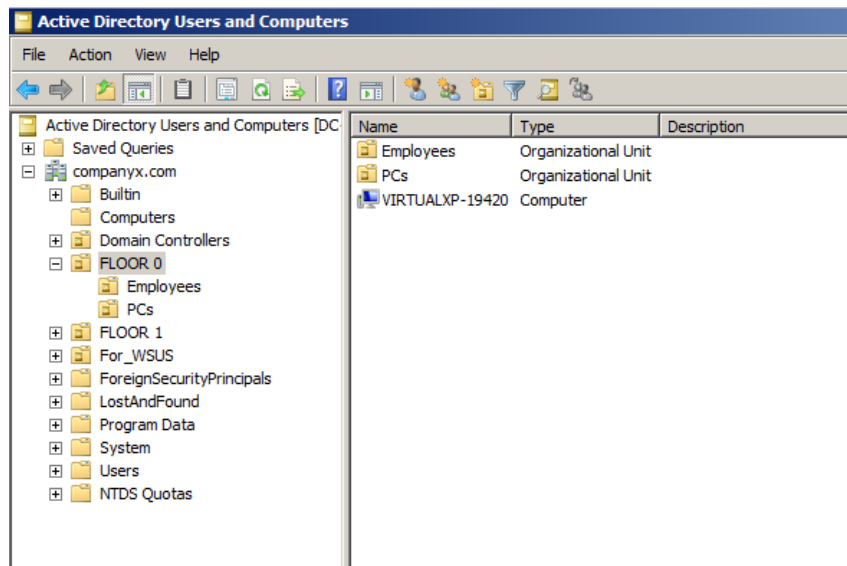 Active Directory Users and Computers
File Action View Help
Active Directory Users and Computers [DC-
Saved Queries
companyx.com
Builtin
Computers
Domain Controllers
FLOOR 0
Employees
PCs
FLOOR 1
For_WSUS
ForeignSecurityPrincipals
LostAndFound
Program Data
System
Users
NTDS Quotas
Name Type Description
Employees Organizational Unit
PCs Organizational Unit
VIRTUALXP-19420 Computer